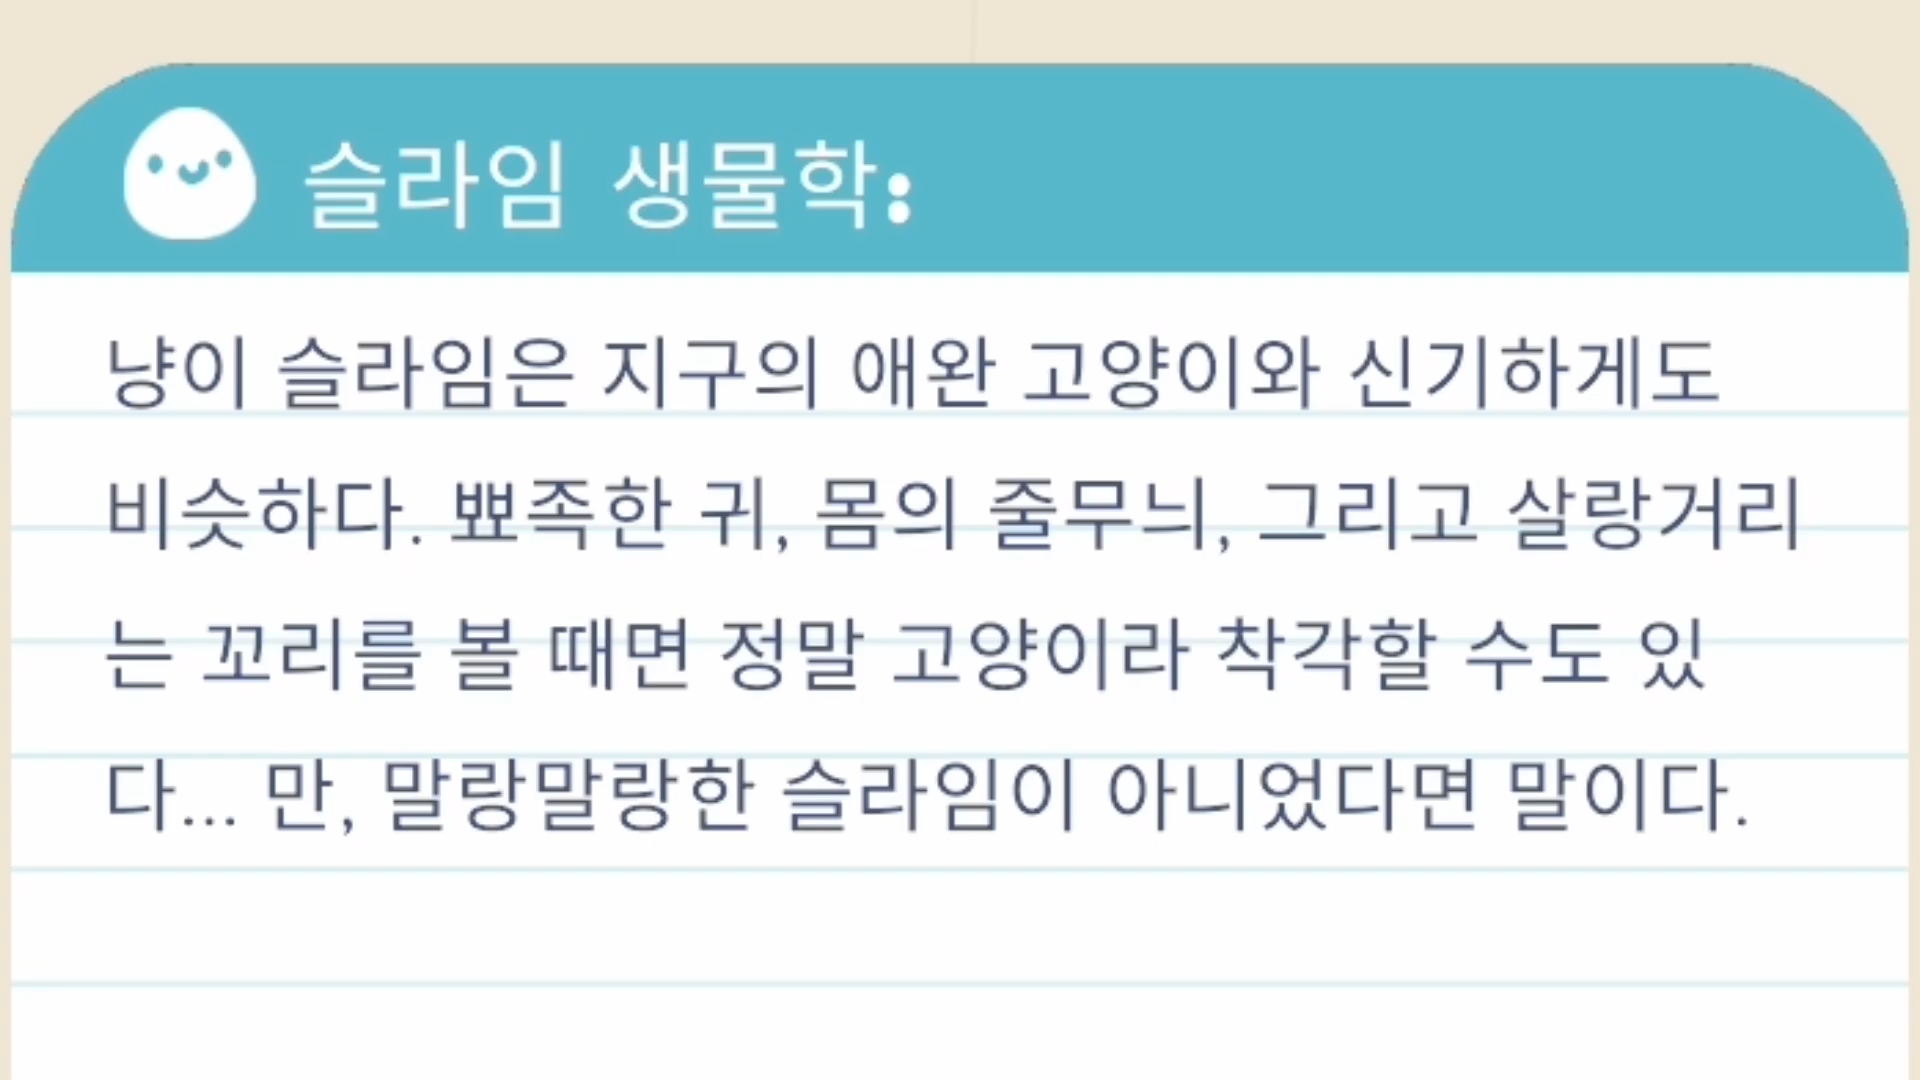 슬라임 생물학:
냥이 슬라임은 지구의 애완 고양이와 신기하게도
비슷하다. 뾰족한 귀, 몸의 줄무늬, 그리고 살랑거리
는 꼬리를 볼 때면 정말 고양이라 착각할 수도 있
다... 만, 말랑말랑한 슬라임이 아니었다면 말이다.